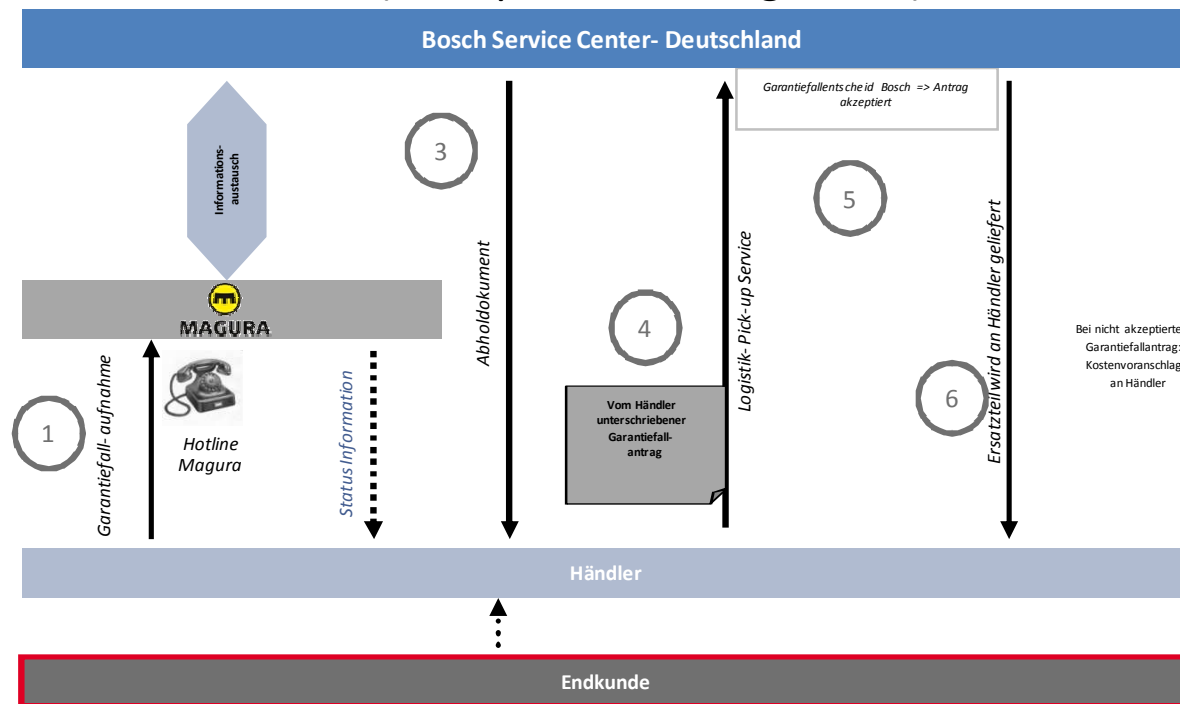 Bosch Service Center- Deutschland
Garantiefallentscheid Bosch => Antrag
akzeptiert
Informations-
austausch
3
5
MAGURA
Abholdokument
4
Logistik- Pick-up Service
Ersatzteil wird an Händler geliefert
Bei nicht akzeptierte
Garantiefallantrag:
Kostenvoranschlag
an Händler
1
Garantiefall- aufnahme
Hotline
Magura
Status Information
Vom Händler
unterschriebener
Garantiefall-
antrag
6
Händler
Endkunde